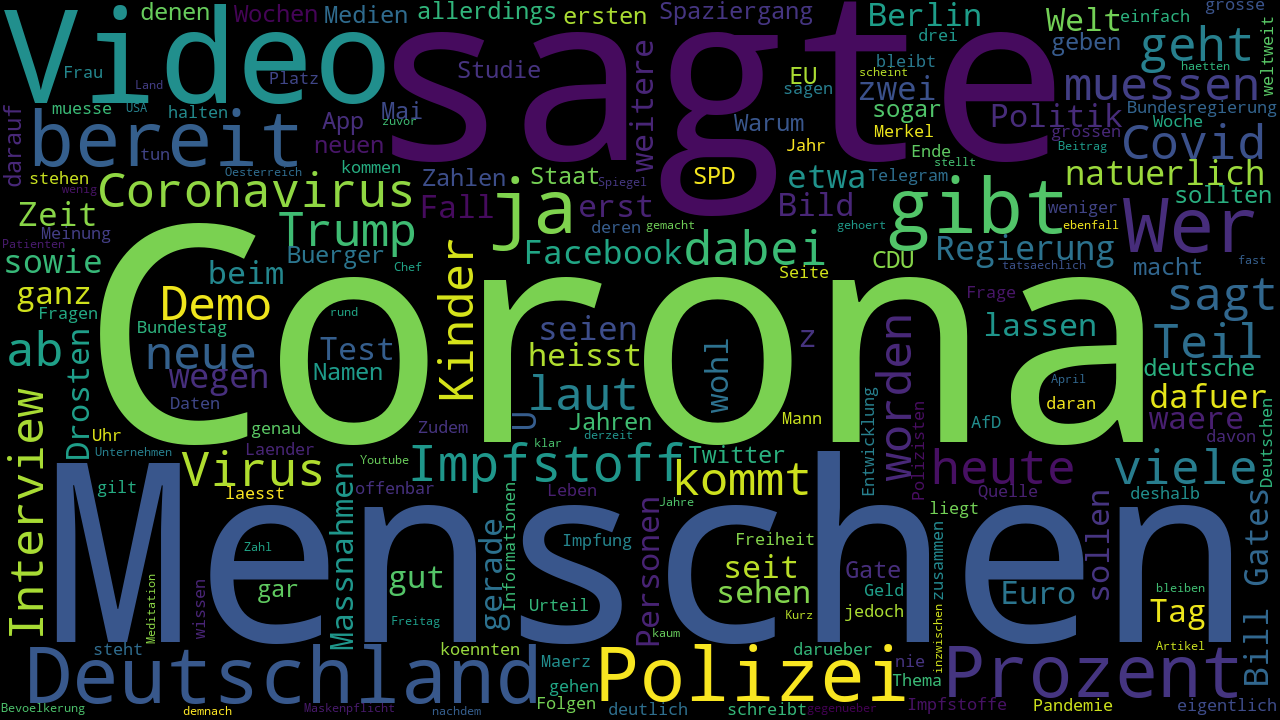 Video
sagte
Corona
Menschen
denen
Wochen
Medien
allerdings
ersten
Spaziergang
Berlin
drei
Welt
einfach
grosse
geht
haetten
weltweit
Frau
Land
Platz
Studie
EU
sagen
bleibt
scheint
geben
muessen
zwei
sogar
Politik
Bundesregierung
muesse
USA
halten
Mai
App
zuvor
weitere
Warum
Merkel
grossen
Woche
darauf
bereit
tun
neuen
Jahr
Ende
Beitrag
Covid
stehen
wenig
Oesterreich
kommen
Zahlen
Staat
Spiegel
SPD
etwa
Telegram
stellt
natuerlich
sollten
Coronavirus
Fall
ja
erst
Bild
gibt
weniger
Zeit
Meinung
Trump
deren
gemacht
gehoert
ebenfall
Wer
Patienten
Buerger
Facebook
dabei
CDU
Regierung
sowie
beim
Chef
Seite
tatsaechlich
macht
fast
ganz
Demo
Kinder
Frage
sagt
Fragen
Bundestag
rund
seien
z
lassen
Teil
ab
neue
Test
heisst
wohl
worden
Drosten
wegen
Namen
laut
April
deutsche
Daten
U
Jahren
Mann
daran
dafuer
Interview
Uhr
genau
Zudem
klar
derzeit
Entwicklung
AfD
waere
davon
Unternehmen
Laender
Youtube
Impfstoff
Twitter
Polizisten
heute
viele
Virus
Massnahmen
offenbar
kommt
Quelle
deshalb
Deutschen
gilt
laesst
Leben
Jahre
liegt
Informationen
Personen
gerade
Impfung
Freiheit
zusammen
sollen
Zahl
seit
Gate
bleiben
Bill Gates
Meditation
wissen
gar
gut
sehen
Geld
Euro
Tag
Urteil
Kurz
jedoch
Freitag
kaum
inzwischen
steht
koennten
darueber
Artikel
Deutschland
Maerz
Polizei
nie
Prozent
gehen
Thema
Bevoelkerung
demnach
Maskenpflicht
nachdem
Folgen
deutlich
schreibt
gegenueber
Impfstoffe
Pandemie
eigentlich